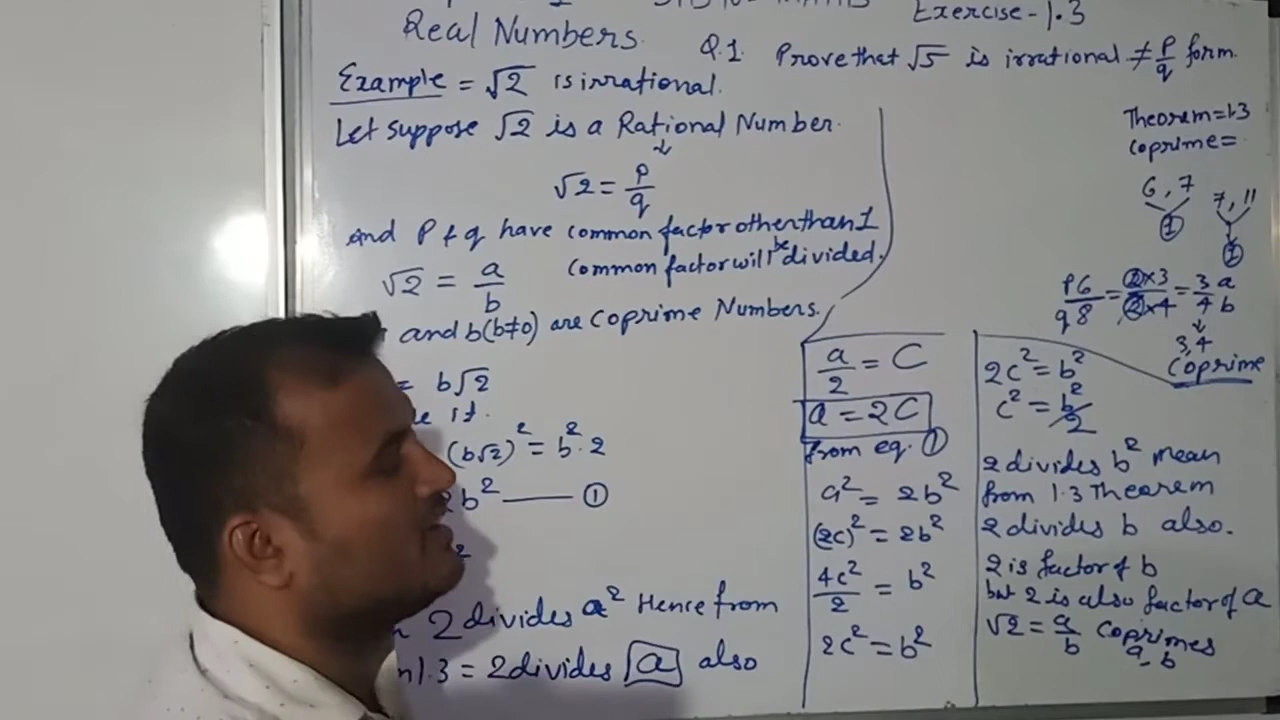 Real Numbers.
Exercise-1.3
Q.1. Prove that √5 is irrational ≠ p/q form.
Example = √2 is irrational.
Let suppose √2 is a Rational Number.
√2 = p/q
And P & q have common factor other than 1
√2 = a/b common factor will be divided.
and b(b≠0) are coprime Numbers.
= b√2
it.
(b√2)² = b².2
2b² —— ①
2
2 divides a² Hence from
1.3 = 2 divides a also
Theorem = 1.3
coprime =
6, 7
①
7, 11
①
p6/q8 = 2×3/2×4 = 3/4 a/b
3,4
coprime
a/2 = C
a = 2C
from eq. ①
a² = 2b²
(2c)² = 2b²
4c²/2 = b²
2c² = b²
2c² = b²
c² = b²/2
2 divides b² mean
from 1.3 Theorem
2 divides b also.
2 is factor of b
but 2 is also factor of a
√2 = a/b coprimes
a, b